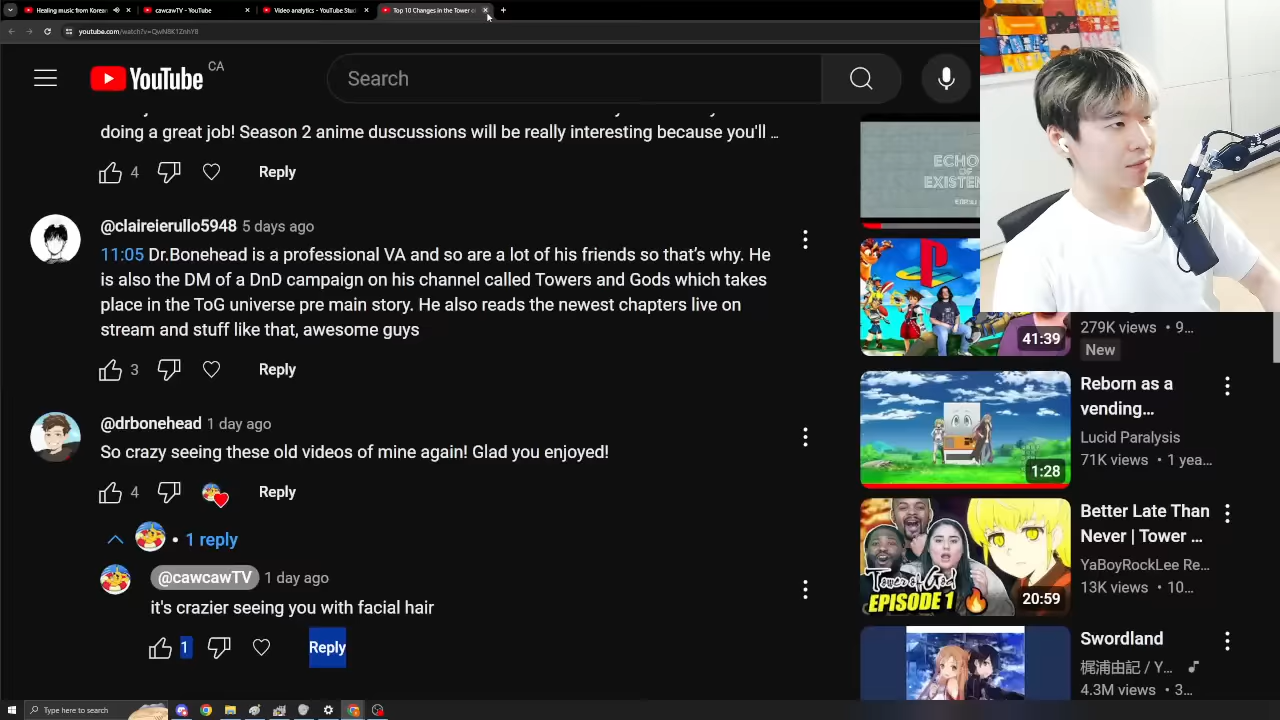 Healing music from Korean
cawcawTV - YouTube
Video analytics - YouTube Stud
Top 10 Changes in the Tower o
youtube.com/watch?v=QwN8K1ZnhY8
YouTube CA
Search
doing a great job! Season 2 anime duscussions will be really interesting because you'll ...
4
Reply
@claireierullo5948 5 days ago
11:05 Dr.Bonehead is a professional VA and so are a lot of his friends so that's why. He
is also the DM of a DnD campaign on his channel called Towers and Gods which takes
place in the ToG universe pre main story. He also reads the newest chapters live on
stream and stuff like that, awesome guys
3
Reply
@drbonehead 1 day ago
So crazy seeing these old videos of mine again! Glad you enjoyed!
4
Reply
• 1 reply
@cawcawTV 1 day ago
it's crazier seeing you with facial hair
1
Reply
ECHO
OF
EXISTEN
41:39
279K views • 9...
New
1:28
Reborn as a
vending...
Lucid Paralysis
71K views • 1 yea...
Tower of God
EPISODE 1
20:59
Better Late Than
Never | Tower ...
YaBoyRockLee Re...
13K views • 10...
Swordland
梶浦由記 / Y...
4.3M views • 3...
Type here to search